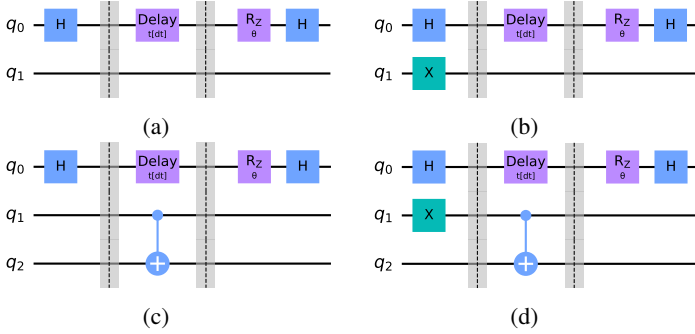 q0 H Delay t[dt] RZ θ H
q1
(a)
q0 H Delay t[dt] RZ θ H
q1 X
(b)
q0 H Delay t[dt] RZ θ H
q1
q2
(c)
q0 H Delay t[dt] RZ θ H
q1 X
q2
(d)